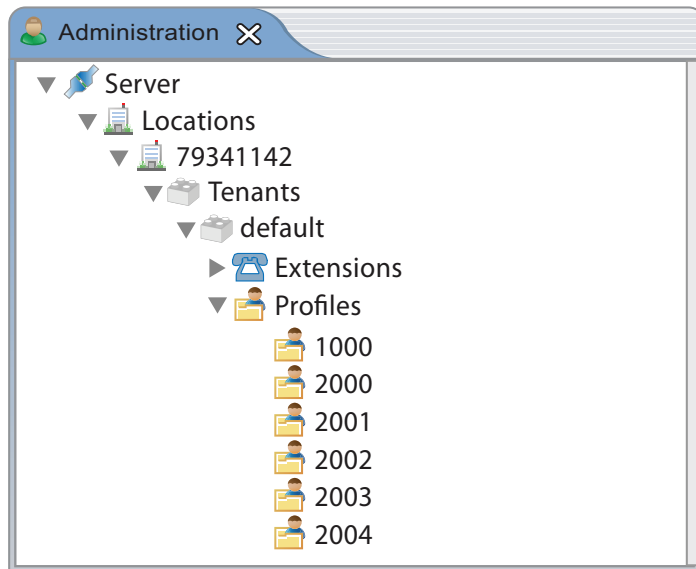 Administration
Server
Locations
79341142
Tenants
default
Extensions
Profiles
1000
2000
2001
2002
2003
2004